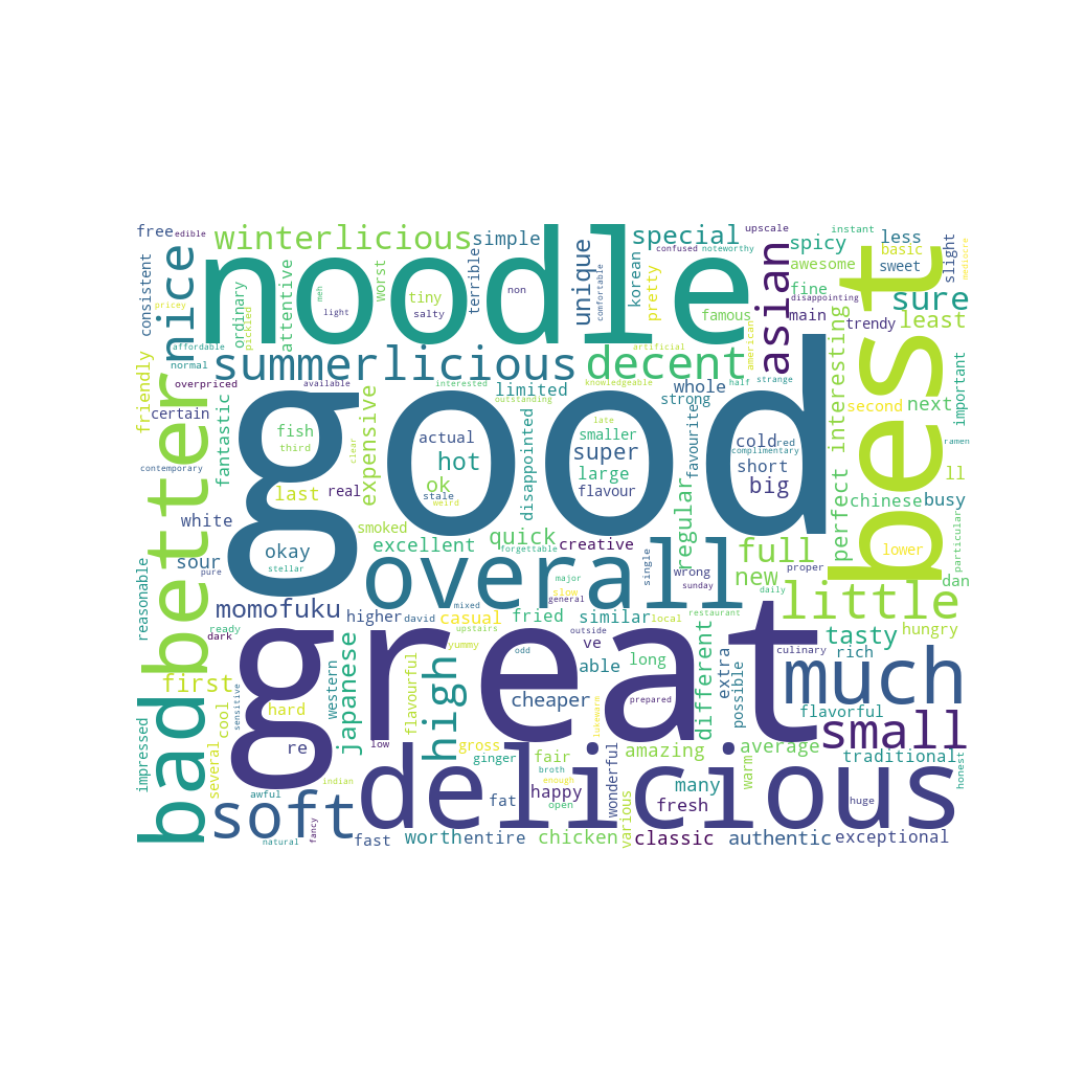 good
great
noodle
best
delicious
overall
better
bad
much
summerlicious
winterlicious
decent
little
nice
soft
small
high
asian
sure
special
unique
full
hot
super
big
momofuku
japanese
different
tasty
first
quick
new
expensive
regular
interesting
perfect
least
spicy
simple
attentive
ordinary
worst
tiny
salty
terrible
non
meh
light
korean
pretty
famous
free
edible
consistent
pricey
pickled
affordable
normal
overpriced
friendly
certain
contemporary
fantastic
available
interested
limited
outstanding
knowledgeable
whole
strong
artificial
american
half
strange
upscale
confused
noteworthy
comfortable
instant
less
basic
sweet
slight
mediocre
awesome
fine
disappointing
main
trendy
second
next
important
ramen
ll
chinese
busy
lower
particular
dan
fish
third
clear
last
real
actual
ok
stale
weird
disappointed
late
smaller
large
flavour
favourite
cold
red
complimentary
short
white
sour
okay
pure
stellar
smoked
excellent
forgettable
creative
major
slow
general
single
wrong
sunday
proper
daily
reasonable
ready
dark
sensitive
higher
david
mixed
casual
upstairs
fried
similar
local
restaurant
hungry
impressed
several
cool
hard
western
re
low
flavourful
yummy
odd
outside
ve
able
long
cheaper
prepared
possible
extra
culinary
rich
flavorful
gross
ginger
fair
lukewarm
amazing
average
warm
traditional
honest
indian
broth
enough
wonderful
many
awful
fat
happy
open
fresh
huge
natural
fancy
fast
worth
entire
chicken
various
classic
authentic
exceptional